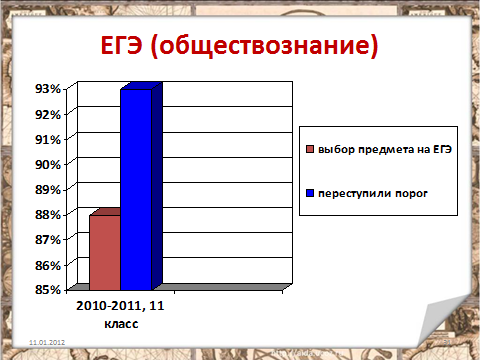 ЕГЭ (обществознание)
93%
92%
91%
90%
89%
88%
87%
86%
85%
2010-2011, 11
класс
выбор предмета на ЕГЭ
переступили порог
11.01.2012